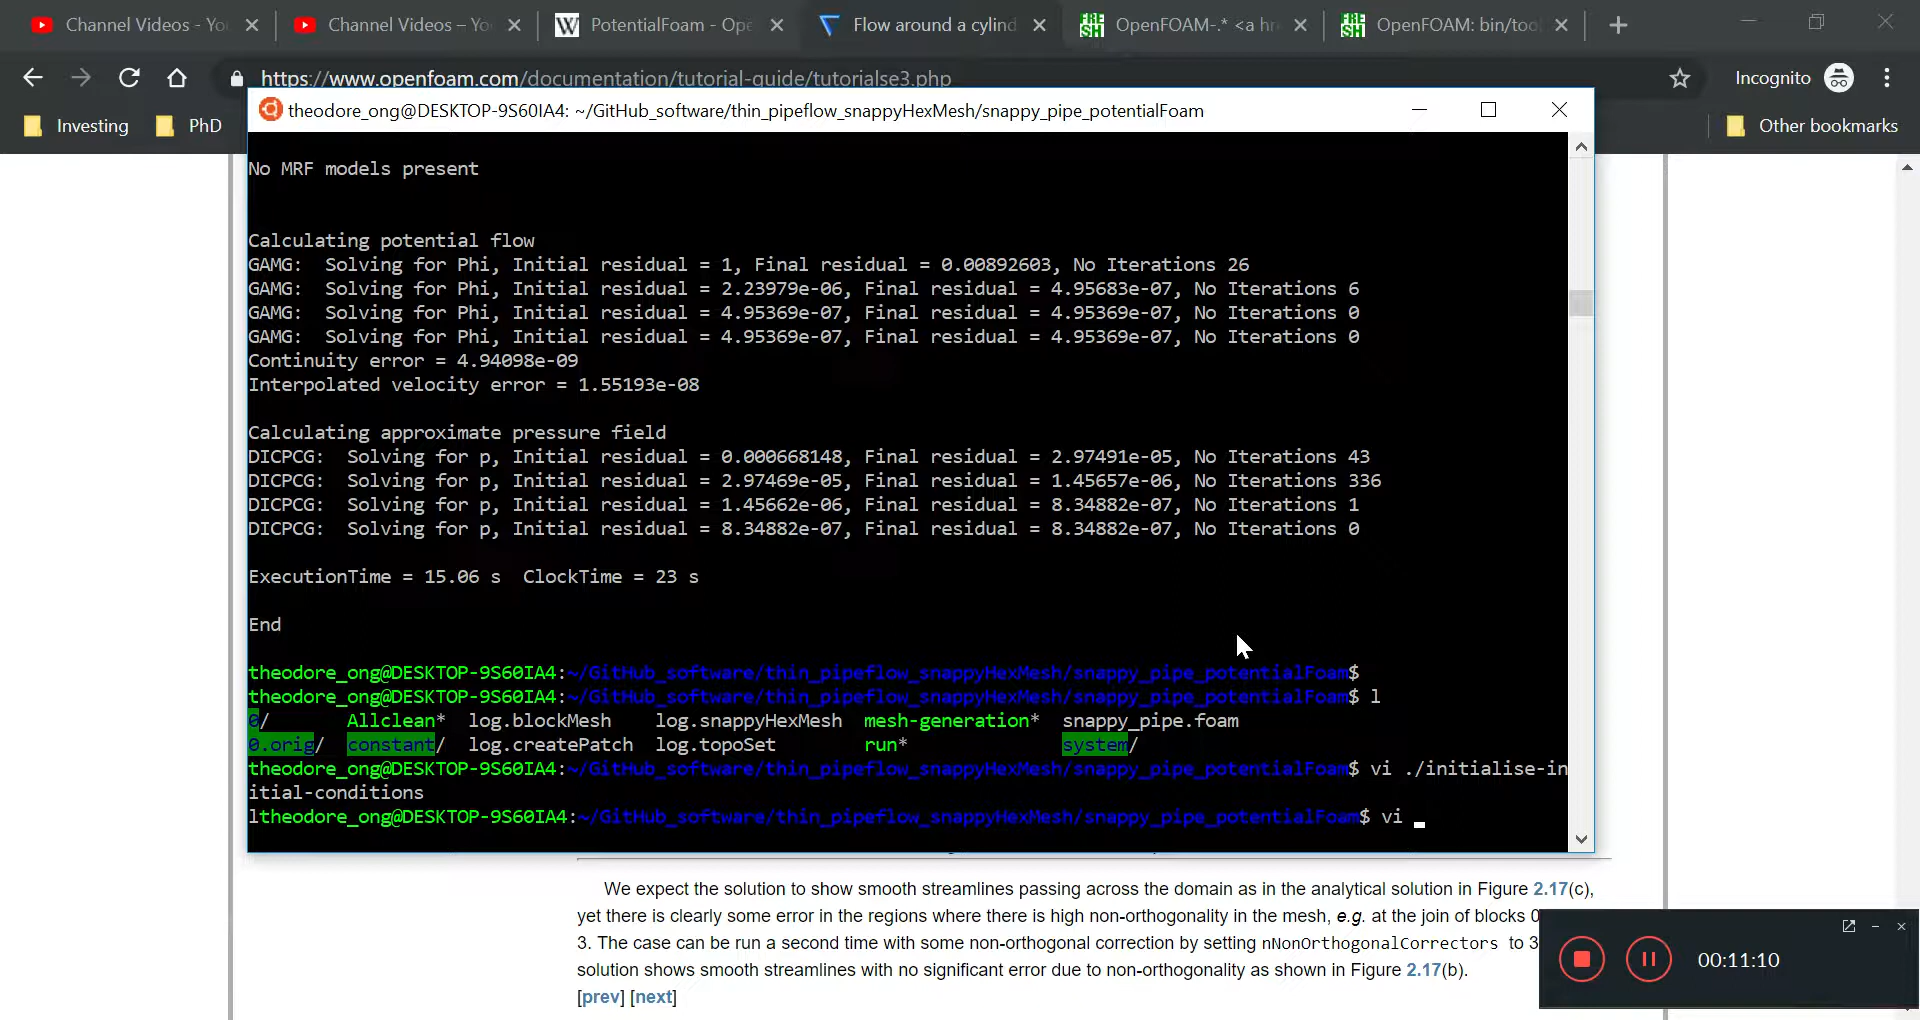 Channel Videos - Yo
Channel Videos – Yo
PotentialFoam - Ope
Flow around a cylind
OpenFOAM-.* <a hr
OpenFOAM: bin/tool
https://www.openfoam.com/documentation/tutorial-guide/tutorialse3.php
Incognito
Investing
PhD
Other bookmarks
theodore_ong@DESKTOP-9S60IA4: ~/GitHub_software/thin_pipeflow_snappyHexMesh/snappy_pipe_potentialFoam
No MRF models present
Calculating potential flow
GAMG:  Solving for Phi, Initial residual = 1, Final residual = 0.00892603, No Iterations 26
GAMG:  Solving for Phi, Initial residual = 2.23979e-06, Final residual = 4.95683e-07, No Iterations 6
GAMG:  Solving for Phi, Initial residual = 4.95369e-07, Final residual = 4.95369e-07, No Iterations 0
GAMG:  Solving for Phi, Initial residual = 4.95369e-07, Final residual = 4.95369e-07, No Iterations 0
Continuity error = 4.94098e-09
Interpolated velocity error = 1.55193e-08
Calculating approximate pressure field
DICPCG:  Solving for p, Initial residual = 0.000668148, Final residual = 2.97491e-05, No Iterations 43
DICPCG:  Solving for p, Initial residual = 2.97469e-05, Final residual = 1.45657e-06, No Iterations 336
DICPCG:  Solving for p, Initial residual = 1.45662e-06, Final residual = 8.34882e-07, No Iterations 1
DICPCG:  Solving for p, Initial residual = 8.34882e-07, Final residual = 8.34882e-07, No Iterations 0
ExecutionTime = 15.06 s  ClockTime = 23 s
End
theodore_ong@DESKTOP-9S60IA4:~/GitHub_software/thin_pipeflow_snappyHexMesh/snappy_pipe_potentialFoam$
theodore_ong@DESKTOP-9S60IA4:~/GitHub_software/thin_pipeflow_snappyHexMesh/snappy_pipe_potentialFoam$ l
0/ Allclean* log.blockMesh log.snappyHexMesh mesh-generation* snappy_pipe.foam
0.orig/ constant/ log.createPatch log.topoSet run* system/
theodore_ong@DESKTOP-9S60IA4:~/GitHub_software/thin_pipeflow_snappyHexMesh/snappy_pipe_potentialFoam$ vi ./initialise-in
itial-conditions
ltheodore_ong@DESKTOP-9S60IA4:~/GitHub_software/thin_pipeflow_snappyHexMesh/snappy_pipe_potentialFoam$ vi
We expect the solution to show smooth streamlines passing across the domain as in the analytical solution in Figure 2.17(c),
yet there is clearly some error in the regions where there is high non-orthogonality in the mesh, e.g. at the join of blocks 0
3. The case can be run a second time with some non-orthogonal correction by setting nNonOrthogonalCorrectors to 3
solution shows smooth streamlines with no significant error due to non-orthogonality as shown in Figure 2.17(b).
[prev] [next]
00:11:10